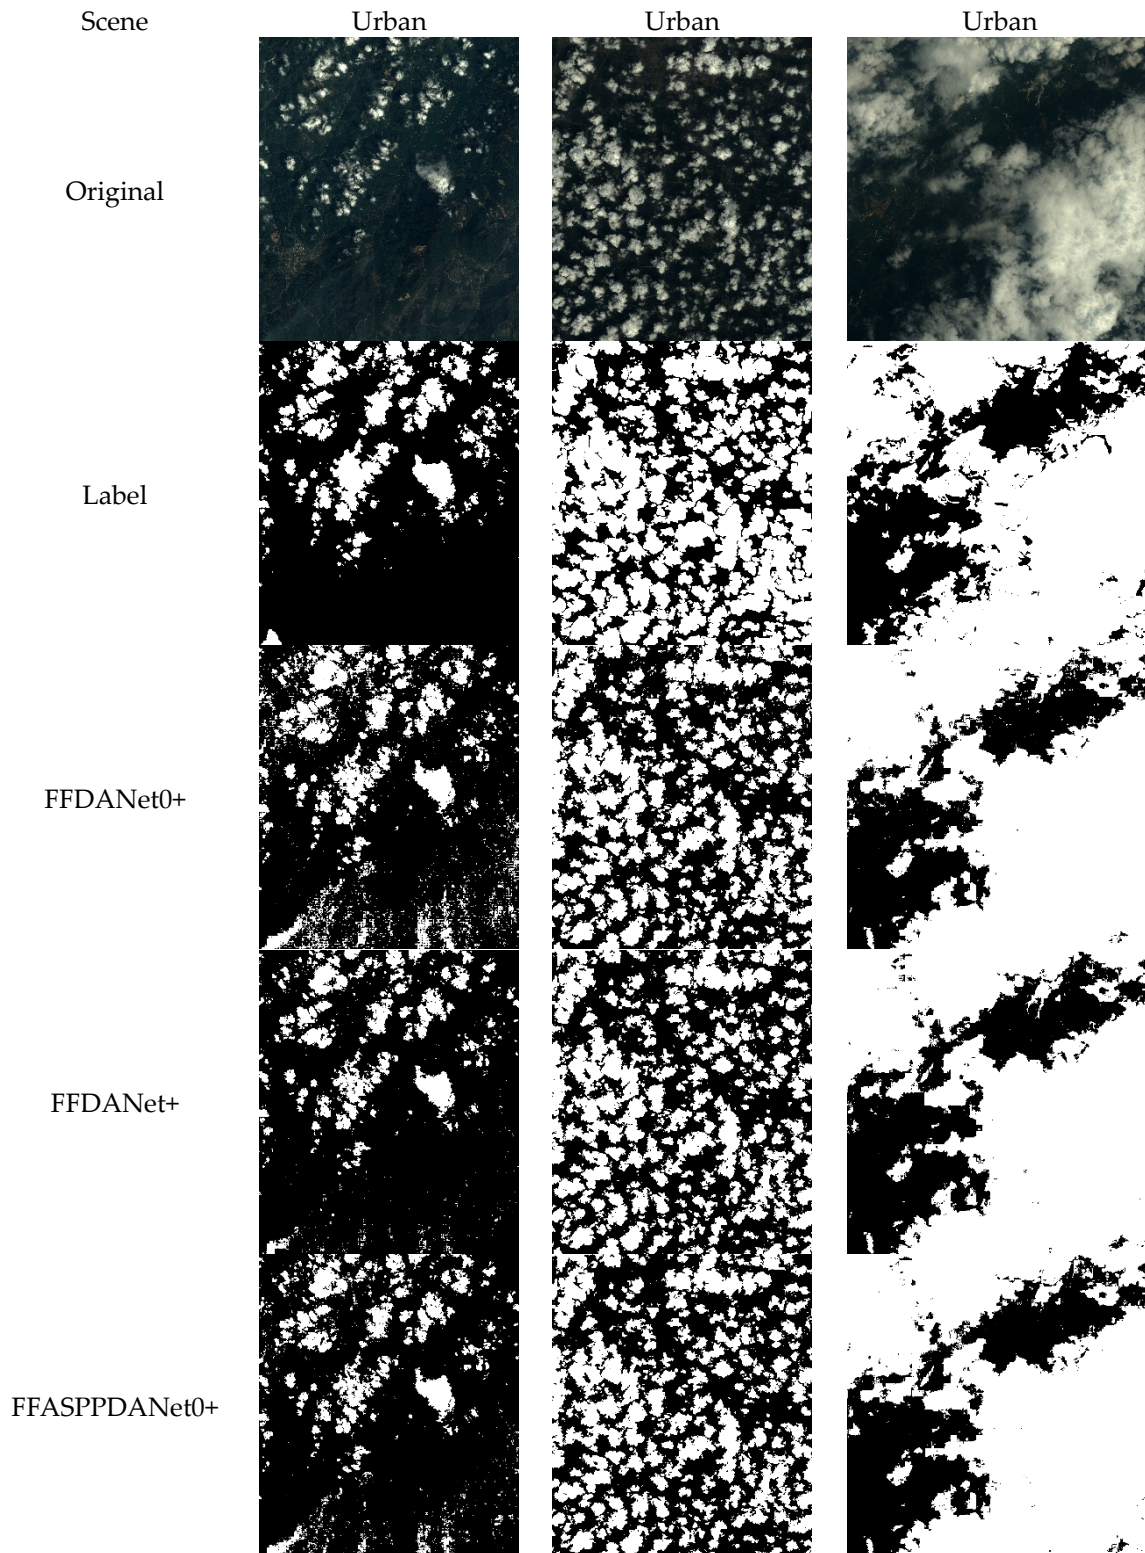 Scene Urban Urban Urban
Original
Label
FFDANet0+
FFDANet+
FFASPPDANet0+